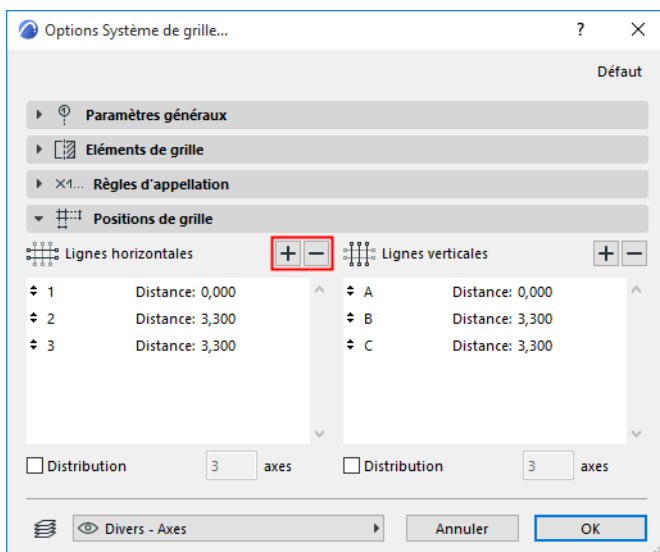 Options Système de grille...
?
Défaut
Paramètres généraux
Eléments de grille
×1... Règles d'appellation
Positions de grille
Lignes horizontales + − Lignes verticales + −
1 Distance: 0,000 A Distance: 0,000
2 Distance: 3,300 B Distance: 3,300
3 Distance: 3,300 C Distance: 3,300
Distribution 3 axes Distribution 3 axes
Divers - Axes Annuler OK